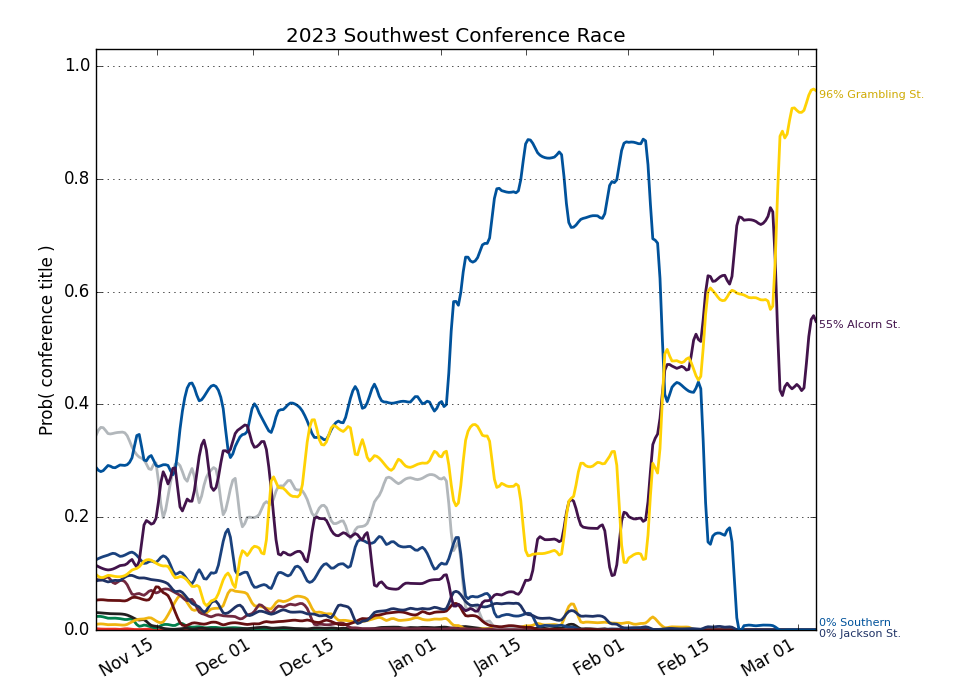 2023 Southwest Conference Race
Prob( conference title )
1.0
0.8
0.6
0.4
0.2
0.0
Nov 15
Dec 01
Dec 15
Jan 01
Jan 15
Feb 01
Feb 15
Mar 01
96% Grambling St.
55% Alcorn St.
0% Southern
0% Jackson St.